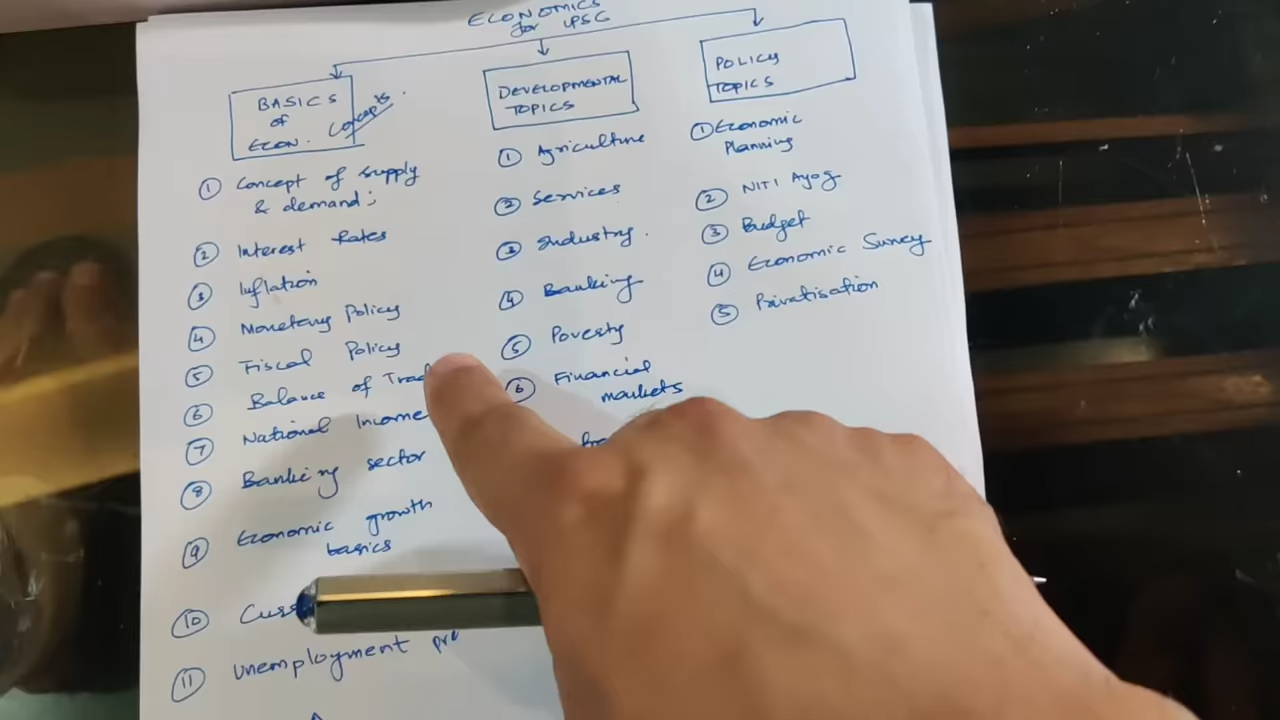 ECONOMICS
for UPSC
BASICS
of
ECON. Concepts
① Concept of supply
& demand;
② Interest Rates
③ Inflation
④ Monetary Policy
⑤ Fiscal Policy
⑥ Balance of Trad
⑦ National Income
⑧ Banking sector
⑨ Economic growth
basics
⑩
⑪ Unemployment
DEVELOPMENTAL
TOPICS
① Agriculture
② Services
③ Industry.
④ Banking
⑤ Poverty
⑥ Financial
markets
POLICY
TOPICS
① Economic
Planning
② NITI Ayog
③ Budget
④ Economic Survey
⑤ Privatisation